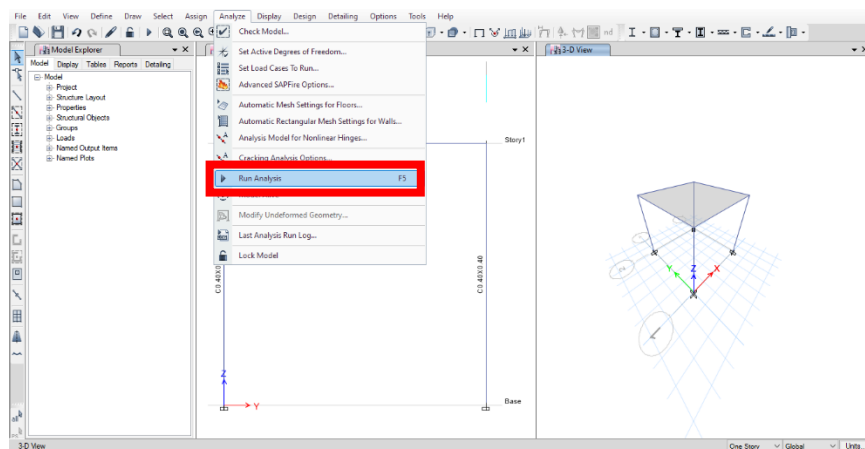 File Edit View Define Draw Select Assign Analyze Display Design Detailing Options Tools Help
nd
Model Explorer
Model Display Tables Reports Detailing
Model
Project
Structure Layout
Properties
Structural Objects
Groups
Loads
Named Output Items
Named Plots
Check Model...
Set Active Degrees of Freedom...
Set Load Cases To Run...
Advanced SAPFire Options...
Automatic Mesh Settings for Floors...
Automatic Rectangular Mesh Settings for Walls...
Analysis Model for Nonlinear Hinges...
Cracking Analysis Options...
Run Analysis F5
Modify Undeformed Geometry...
Last Analysis Run Log...
Lock Model
Story1
C 0.40X0.40
Z
Y
Base
3-D View
Y
Z
X
3-D View
One Story Global Units...